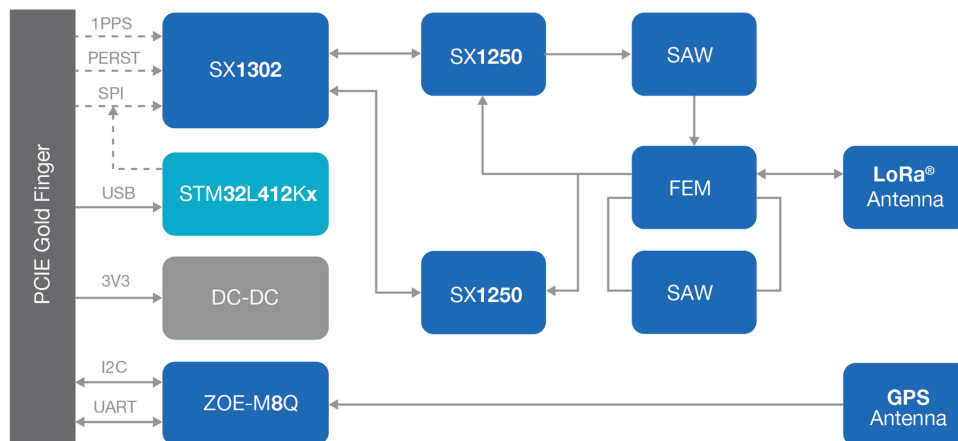 PCIE Gold Finger
1PPS
PERST
SPI
USB
3V3
I2C
UART
SX1302
STM32L412Kx
DC-DC
ZOE-M8Q
SX1250
SX1250
SAW
FEM
SAW
LoRa®
Antenna
GPS
Antenna